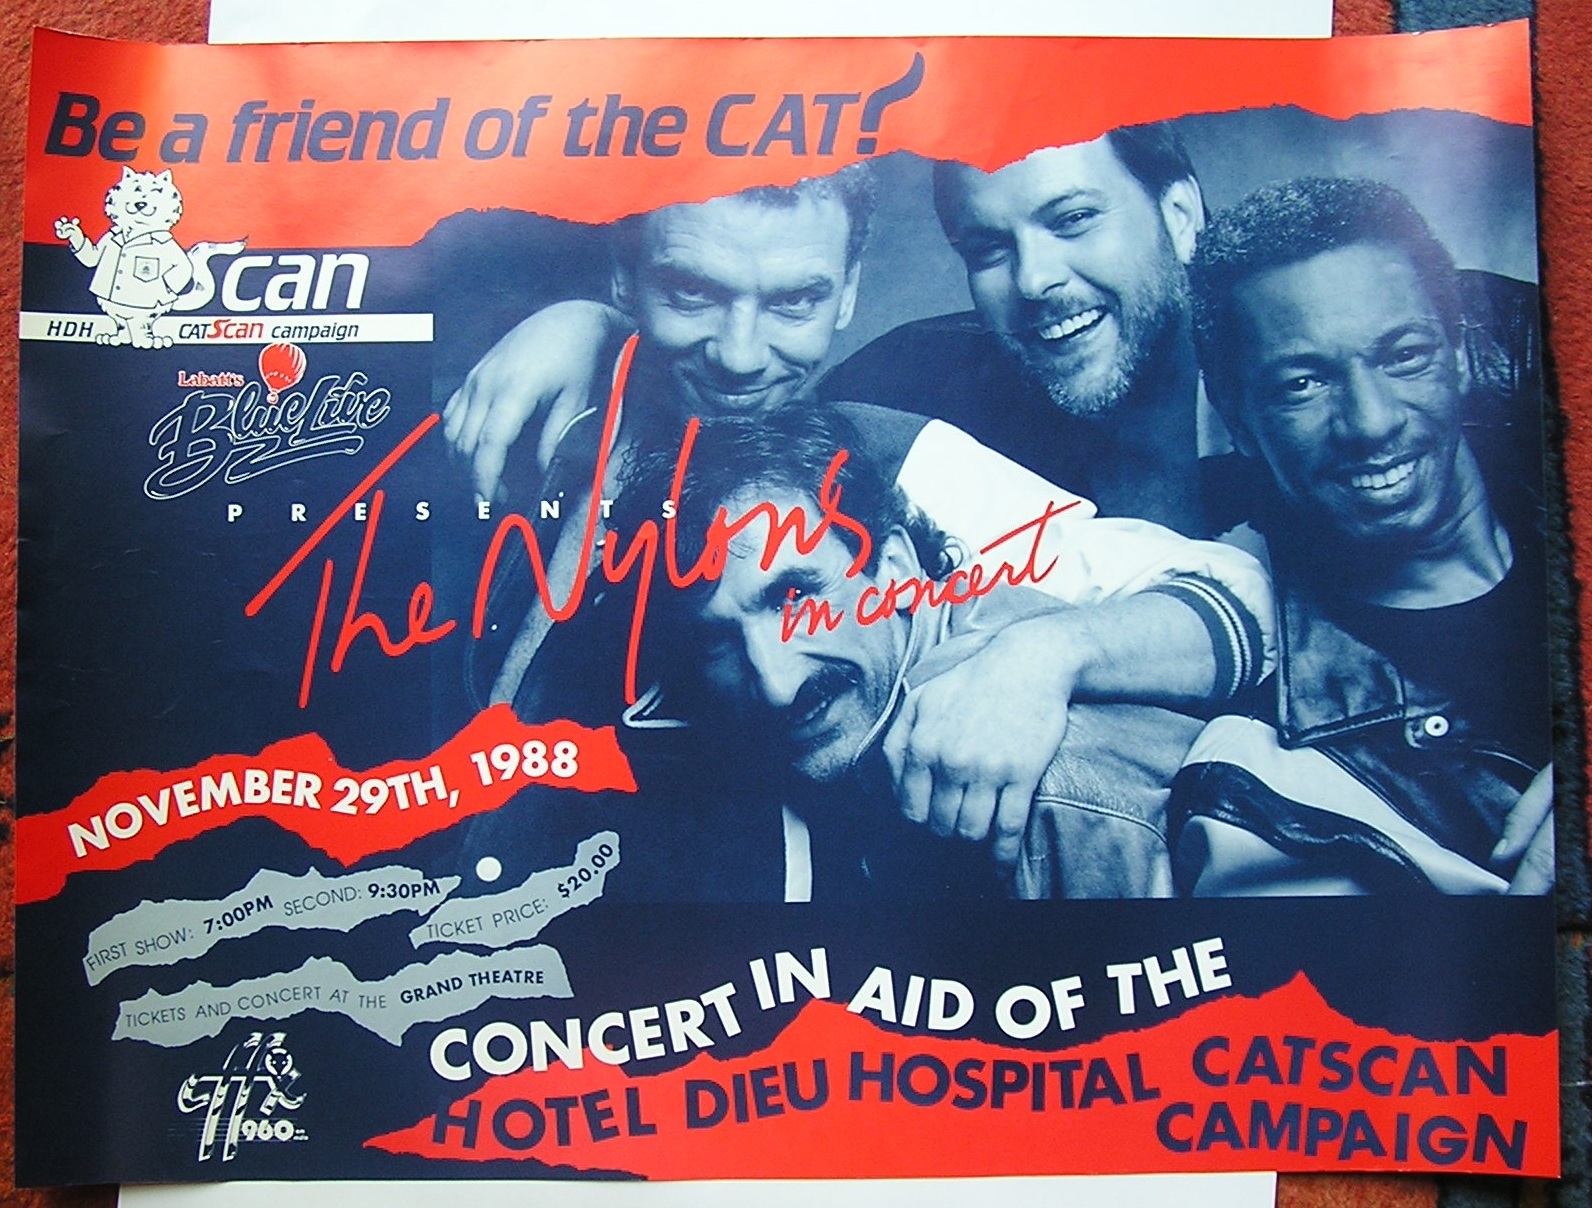 Be a friend of the CAT!
Scan
HDH CATScan campaign
Labatt's
Blue Live
PRESENTS
The Nylons
in concert
NOVEMBER 29TH, 1988
FIRST SHOW: 7:00PM SECOND: 9:30PM
TICKET PRICE: $20.00
TICKETS AND CONCERT AT THE GRAND THEATRE
960
CONCERT IN AID OF THE
HOTEL DIEU HOSPITAL CATSCAN
CAMPAIGN